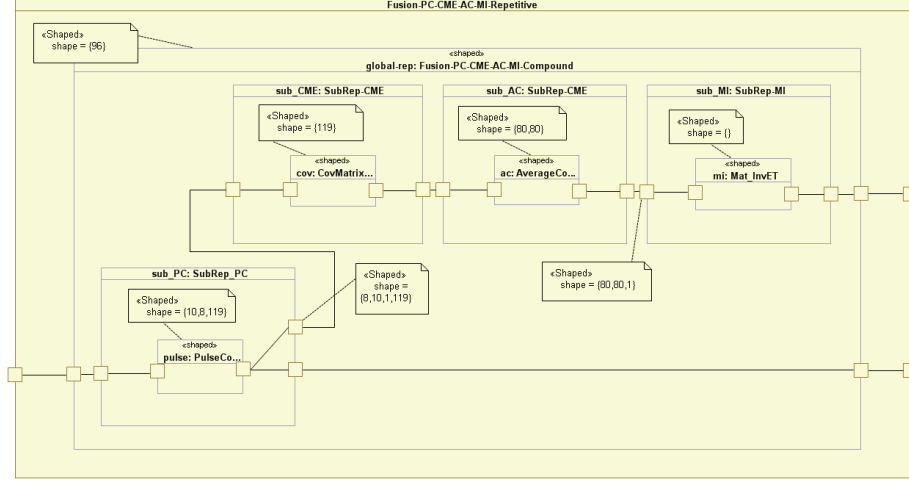 Fusion-PC-CME-AC-MI-Repetitive
«Shaped»
shape = {96}
«shaped»
global-rep: Fusion-PC-CME-AC-MI-Compound
sub_CME: SubRep-CME
«Shaped»
shape = {119}
«shaped»
cov: CovMatrix...
sub_AC: SubRep-CME
«Shaped»
shape = {80,80}
«shaped»
ac: AverageCo...
sub_MI: SubRep-MI
«Shaped»
shape = {}
«shaped»
mi: Mat_InvET
sub_PC: SubRep_PC
«Shaped»
shape = {10,8,119}
«shaped»
pulse: PulseCo...
«Shaped»
shape =
{8,10,1,119}
«Shaped»
shape = {80,80,1}